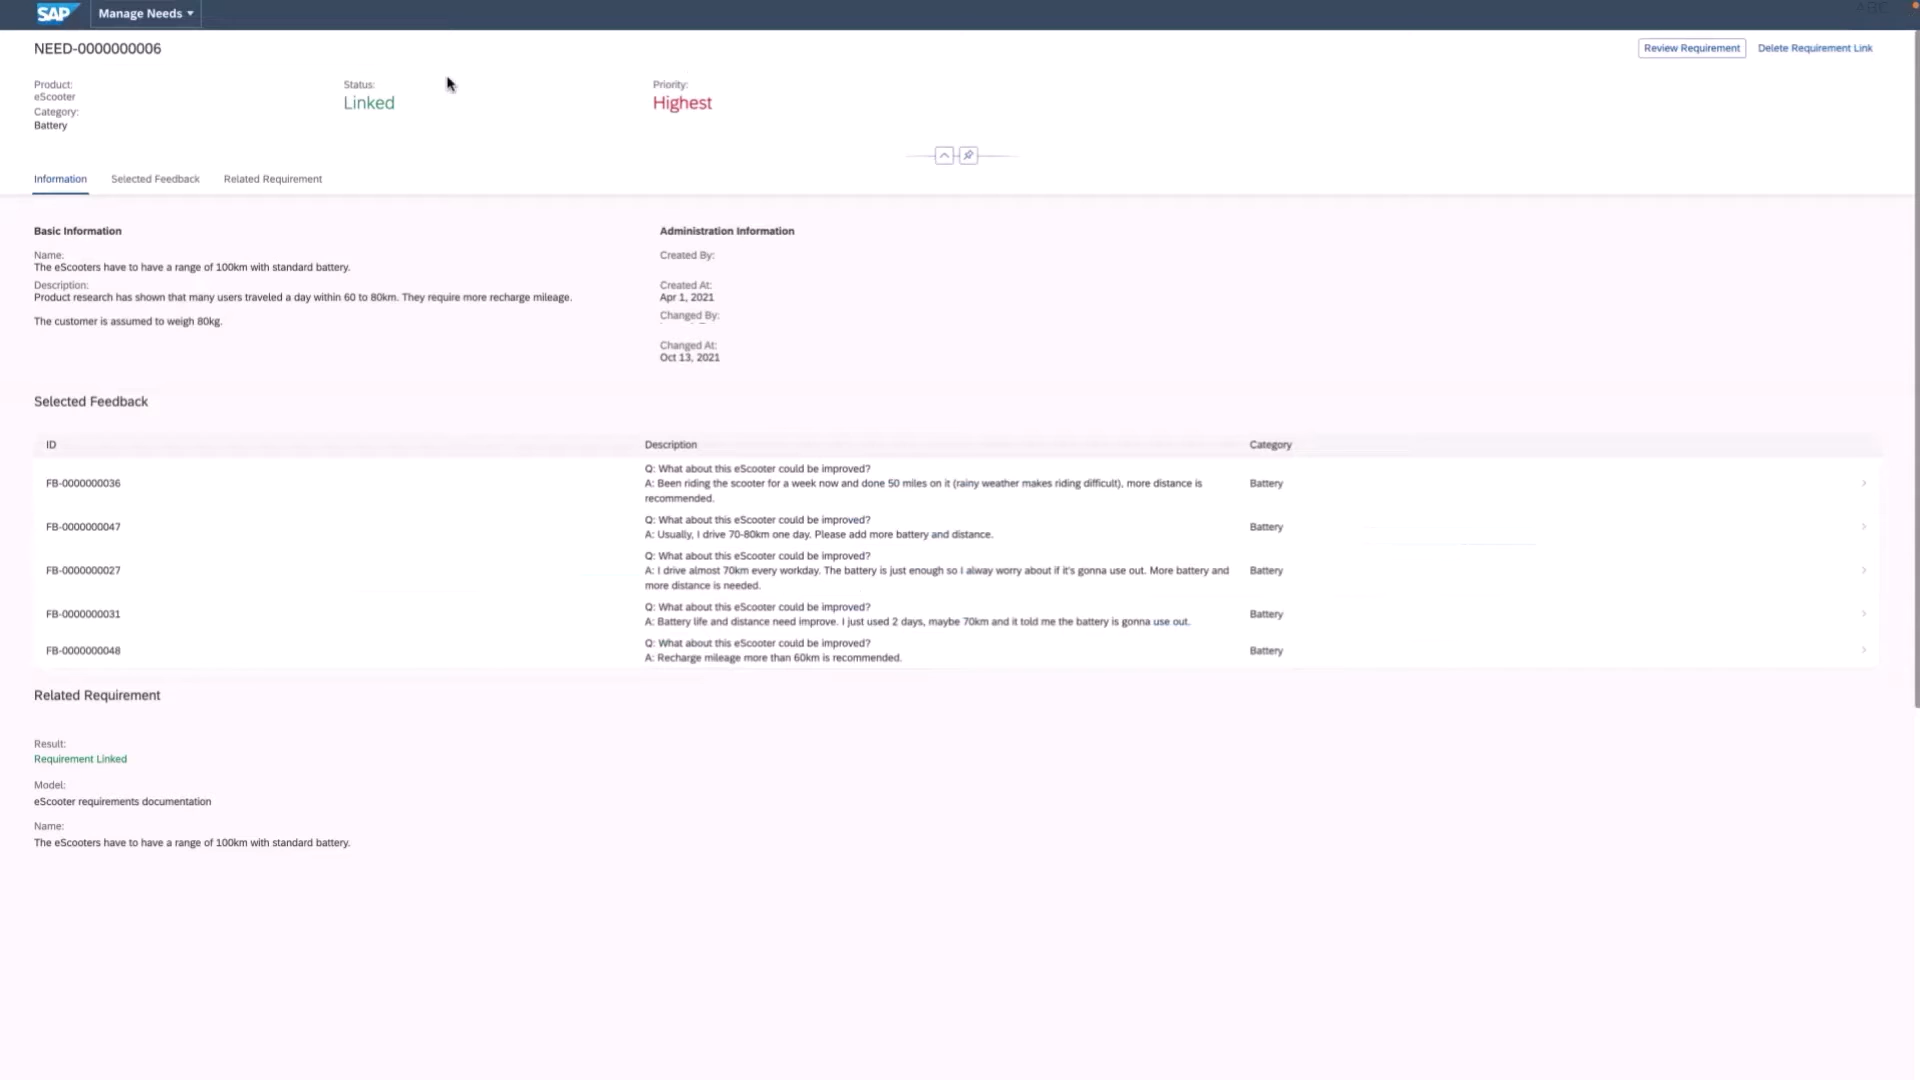 SAP Manage Needs
NEED-0000000006
Review Requirement Delete Requirement Link
Product:
eScooter
Category:
Battery
Status:
Linked
Priority:
Highest
Information Selected Feedback Related Requirement
Basic Information
Name:
The eScooters have to have a range of 100km with standard battery.
Description:
Product research has shown that many users traveled a day within 60 to 80km. They require more recharge mileage.
The customer is assumed to weigh 80kg.
Administration Information
Created By:
Created At:
Apr 1, 2021
Changed By:
Changed At:
Oct 13, 2021
Selected Feedback
ID Description Category
FB-0000000036
Q: What about this eScooter could be improved?
A: Been riding the scooter for a week now and done 50 miles on it (rainy weather makes riding difficult), more distance is
recommended.
Battery
FB-0000000047
Q: What about this eScooter could be improved?
A: Usually, I drive 70-80km one day. Please add more battery and distance.
Battery
FB-0000000027
Q: What about this eScooter could be improved?
A: I drive almost 70km every workday. The battery is just enough so I alway worry about if it's gonna use out. More battery and
more distance is needed.
Battery
FB-0000000031
Q: What about this eScooter could be improved?
A: Battery life and distance need improve. I just used 2 days, maybe 70km and it told me the battery is gonna use out.
Battery
FB-0000000048
Q: What about this eScooter could be improved?
A: Recharge mileage more than 60km is recommended.
Battery
Related Requirement
Result:
Requirement Linked
Model:
eScooter requirements documentation
Name:
The eScooters have to have a range of 100km with standard battery.